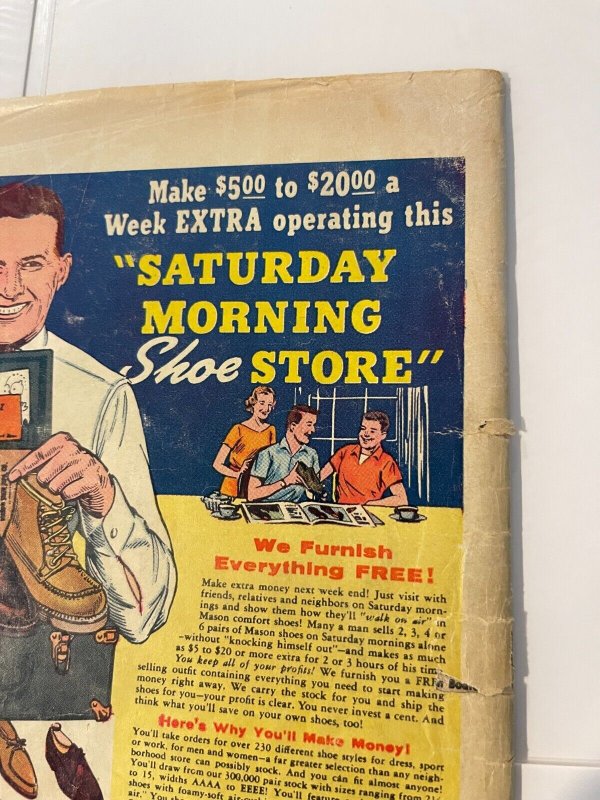 Make $5 00 to $20 00 a
Week EXTRA operating this
"SATURDAY
MORNING
Shoe STORE"
We Furnish
Everything FREE!
Make extra money next week end! Just visit with
friends, relatives and neighbors on Saturday morn-
ings and show them how they'll "walk on air" in
Mason comfort shoes! Many a man sells 2, 3, 4 or
6 pairs of Mason shoes on Saturday mornings alone
-without "knocking himself out"-and makes as much
as $5 to $20 or more extra for 2 or 3 hours of his time.
You keep all of your profits! We furnish you a FREE
selling outfit containing everything you need to start making
money right away. We carry the stock for you and ship the
shoes for you-your profit is clear. You never invest a cent. And
think what you'll save on your own shoes, too!
Here's Why You'll Make Money!
You'll take orders for over 230 different shoe styles for dress, sport
or work, for men and women-a far greater selection than any neigh-
borhood store can possibly stock. And you can fit almost anyone!
You'll draw from our 300,000 pair stock with sizes ranging from 2½
to 15, widths AAAA to EEEE! You'll feature
shoes with foamy-soft
air." You